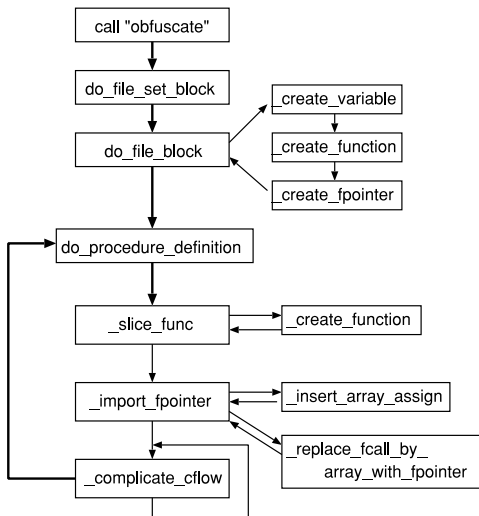 call "obfuscate"
do_file_set_block
_create_variable
do_file_block
_create_function
_create_fpointer
do_procedure_definition
_slice_func
_create_function
_import_fpointer
_insert_array_assign
_replace_fcall_by_
array_with_fpointer
_complicate_cflow